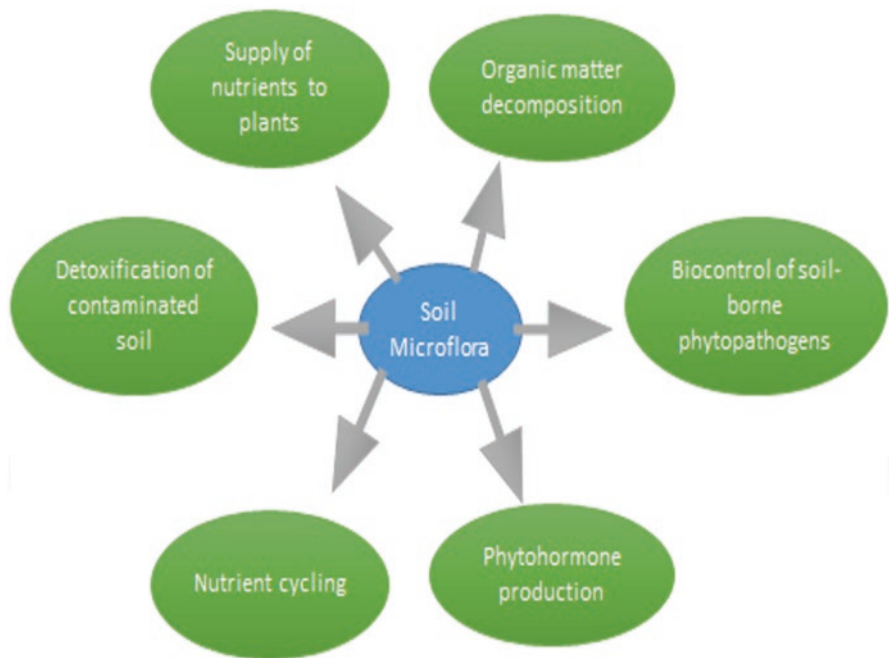 Supply of
nutrients to
plants
Organic matter
decomposition
Detoxification of
contaminated
soil
Soil
Microflora
Biocontrol of soil-
borne
phytopathogens
Nutrient cycling
Phytohormone
production